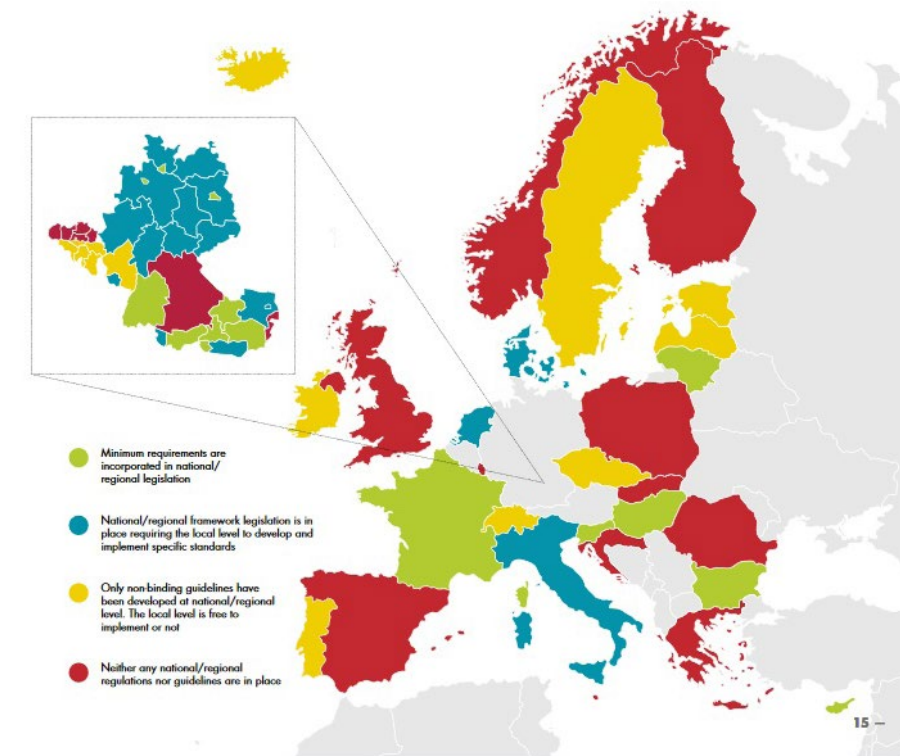 Minimum requirements are
incorporated in national/
regional legislation
National/regional framework legislation is in
place requiring the local level to develop and
implement specific standards
Only non-binding guidelines have
been developed at national/regional
level. The local level is free to
implement or not
Neither any national/regional
regulations nor guidelines are in place
15 –